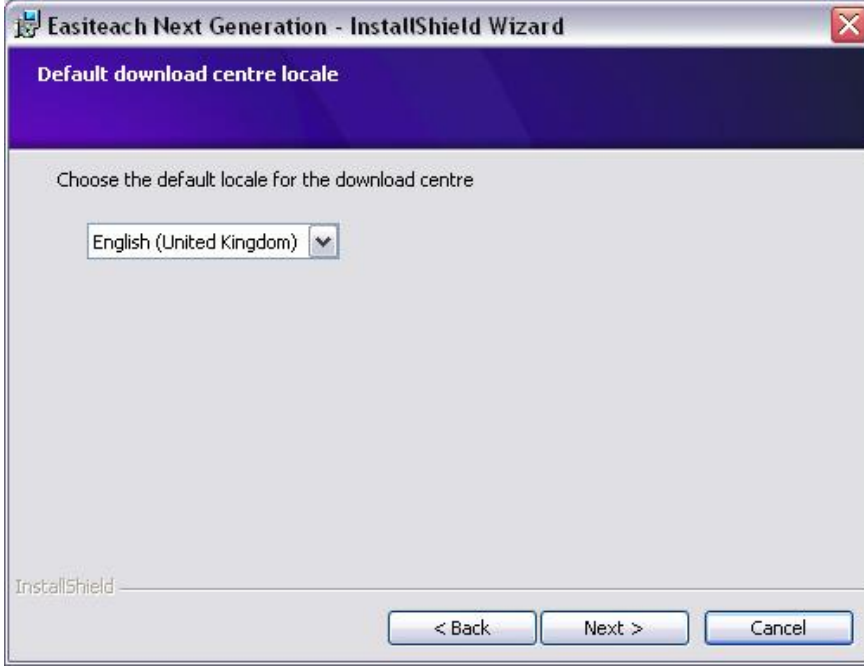 Easiteach Next Generation - InstallShield Wizard
Default download centre locale
Choose the default locale for the download centre
English (United Kingdom)
InstallShield
< Back Next > Cancel